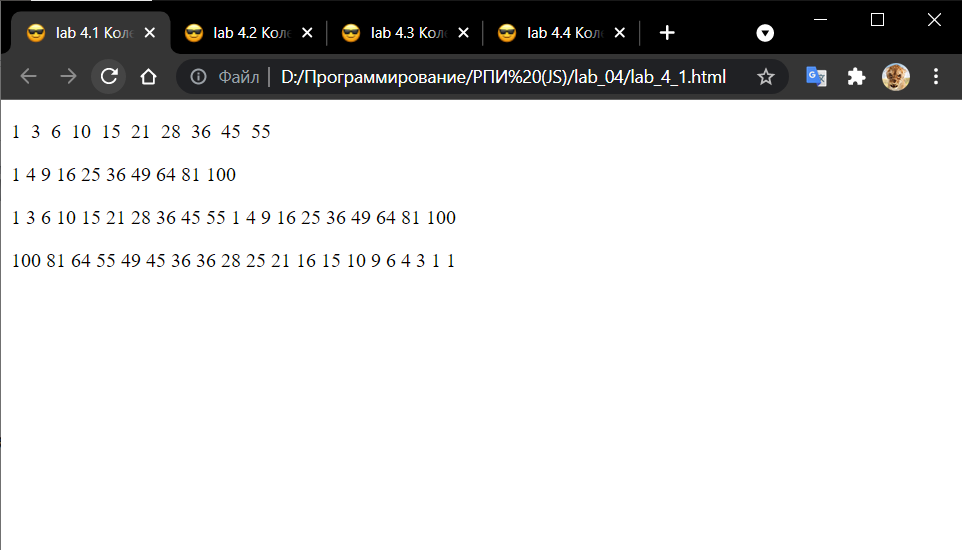 lab 4.1 Коле
lab 4.2 Коле
lab 4.3 Коле
lab 4.4 Коле
Файл | D:/Программирование/РПИ%20(JS)/lab_04/lab_4_1.html
1 3 6 10 15 21 28 36 45 55
1 4 9 16 25 36 49 64 81 100
1 3 6 10 15 21 28 36 45 55 1 4 9 16 25 36 49 64 81 100
100 81 64 55 49 45 36 36 28 25 21 16 15 10 9 6 4 3 1 1